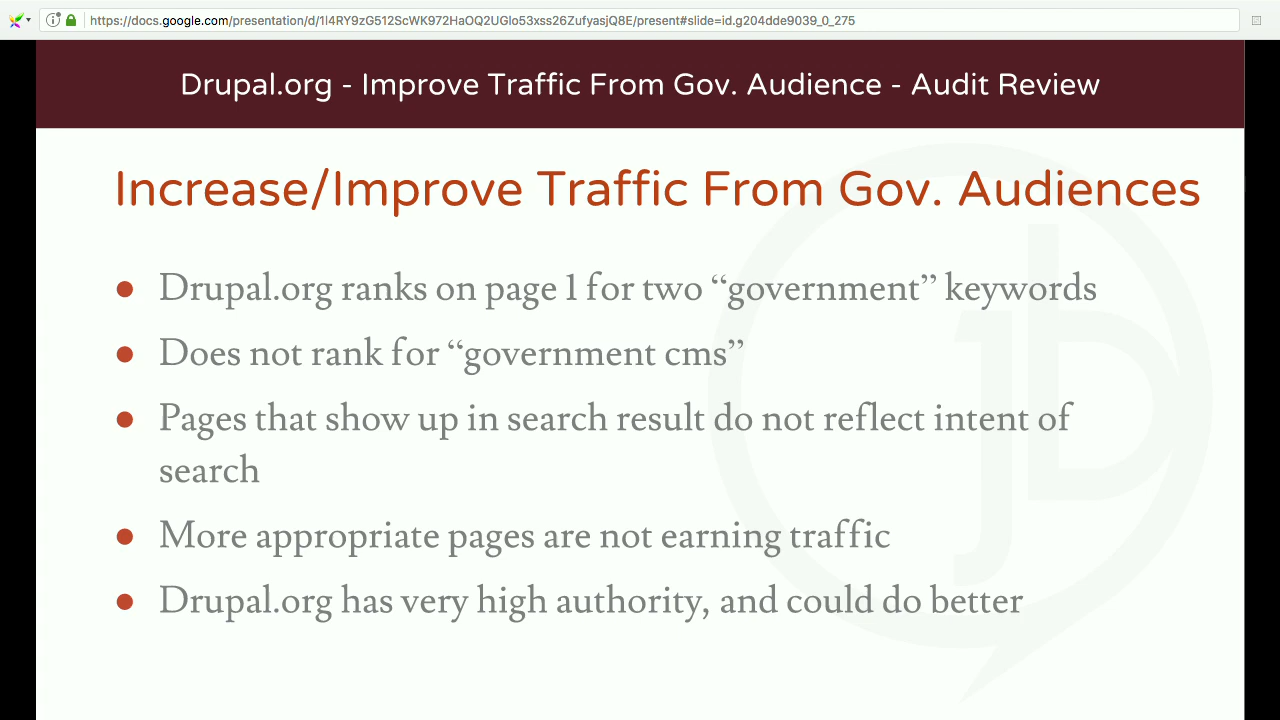 https://docs.google.com/presentation/d/1l4RY9zG512ScWK972HaOQ2UGlo53xss26ZufyasjQ8E/present#slide=id.g204dde9039_0_275
Drupal.org - Improve Traffic From Gov. Audience - Audit Review
Increase/Improve Traffic From Gov. Audiences
● Drupal.org ranks on page 1 for two “government” keywords
● Does not rank for “government cms”
● Pages that show up in search result do not reflect intent of
search
● More appropriate pages are not earning traffic
● Drupal.org has very high authority, and could do better
jD